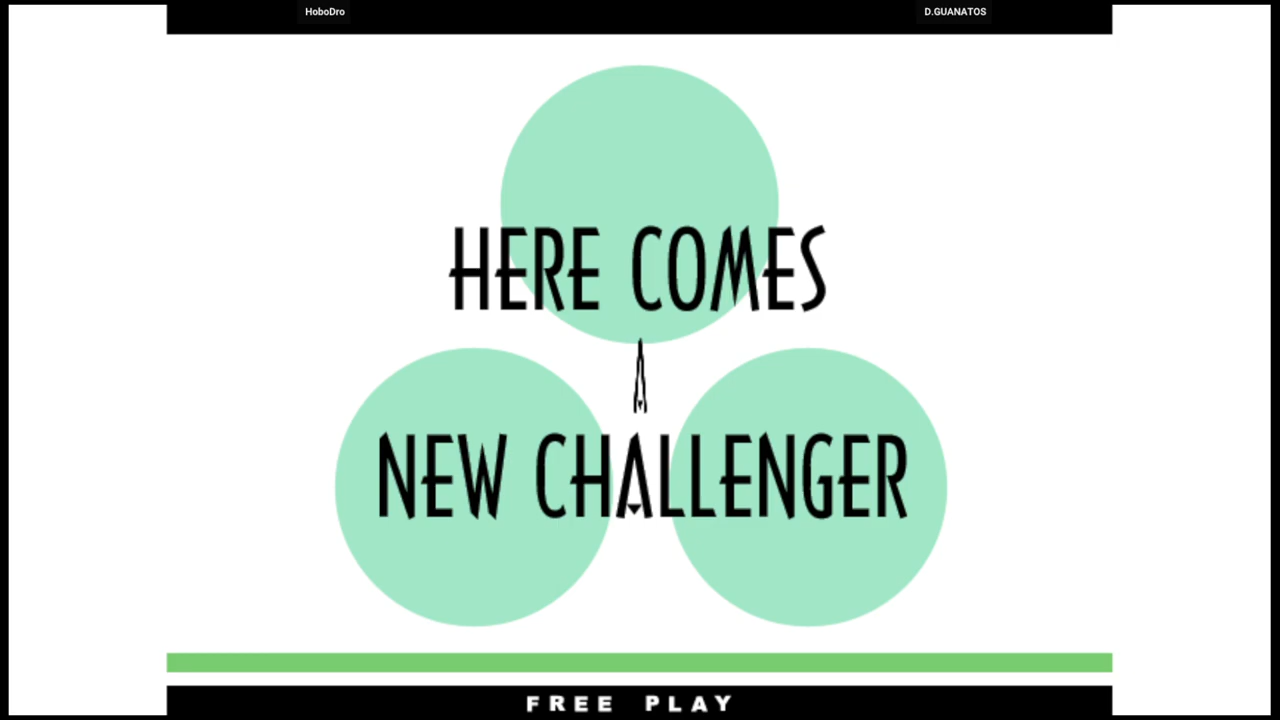 HoboDro
D.GUANATOS
HERE COMES
A
NEW CHALLENGER
FREE PLAY